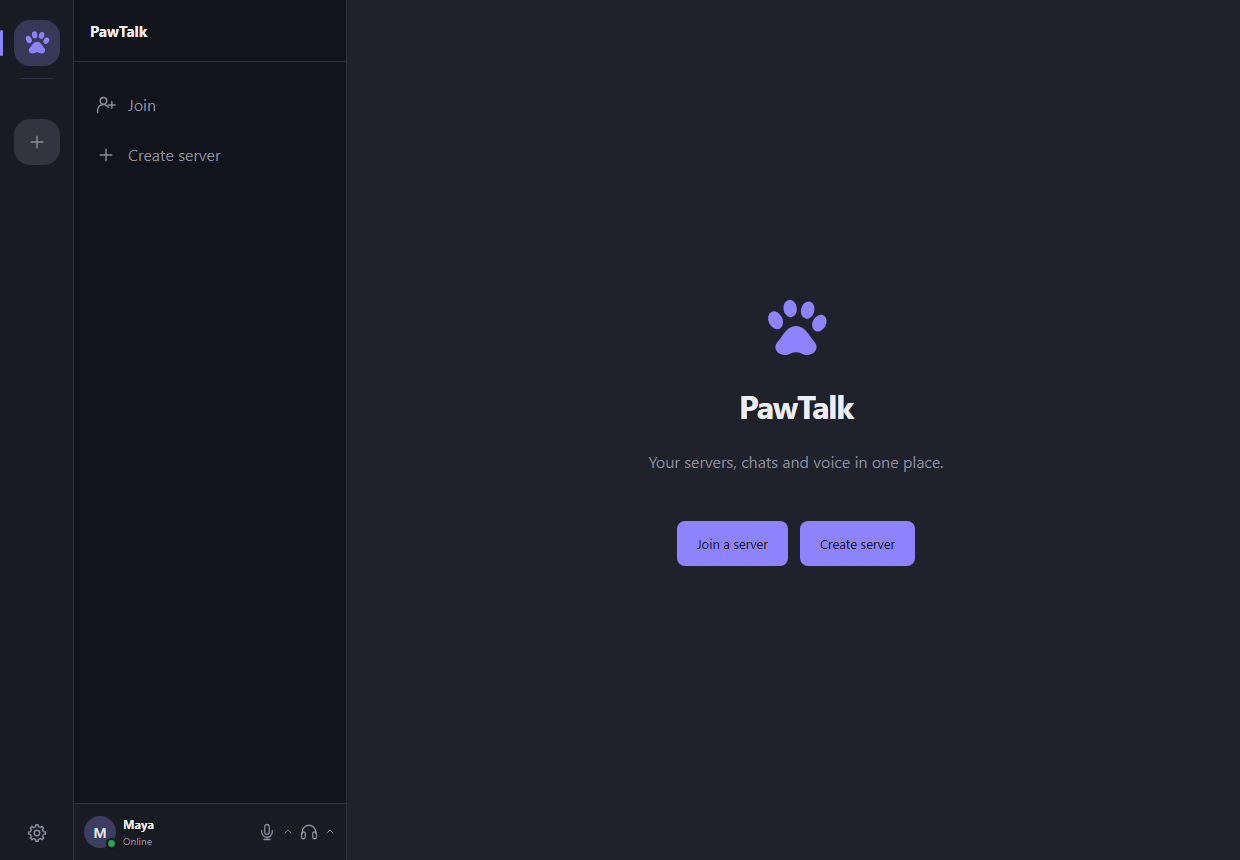 PawTalk
Join
Create server
PawTalk
Your servers, chats and voice in one place.
Join a server
Create server
M
Maya
Online